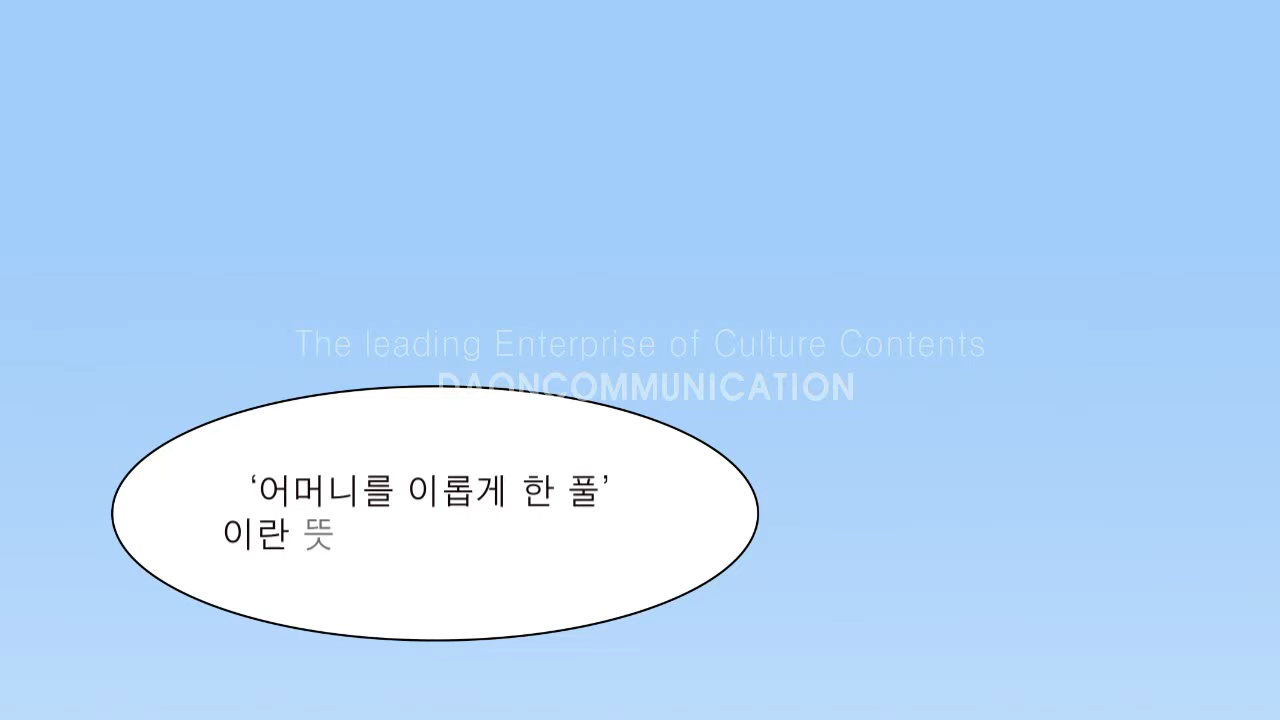 The leading Enterprise of Culture Contents
DAONCOMMUNICATION
‘어머니를 이롭게 한 풀’
이란 뜻